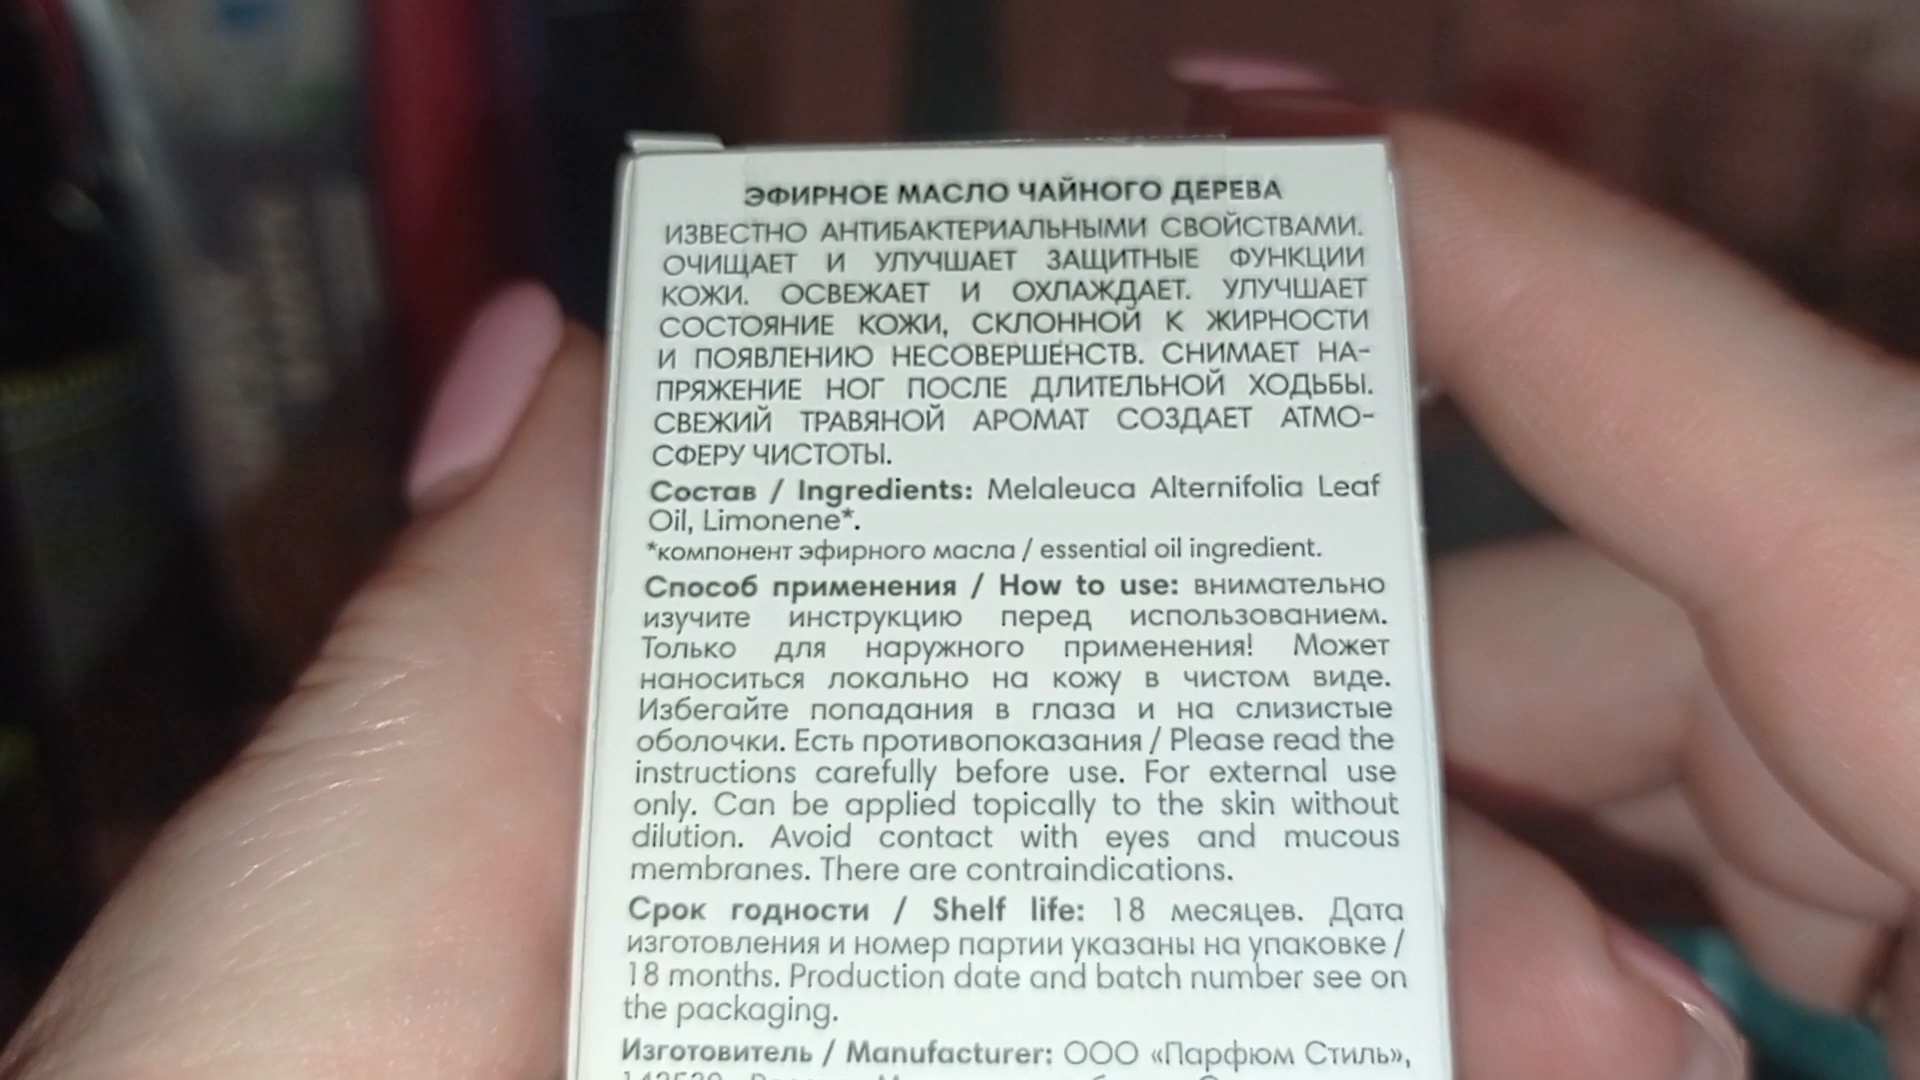 ЭФИРНОЕ МАСЛО ЧАЙНОГО ДЕРЕВА
ИЗВЕСТНО АНТИБАКТЕРИАЛЬНЫМИ СВОЙСТВАМИ.
ОЧИЩАЕТ И УЛУЧШАЕТ ЗАЩИТНЫЕ ФУНКЦИИ
КОЖИ. ОСВЕЖАЕТ И ОХЛАЖДАЕТ. УЛУЧШАЕТ
СОСТОЯНИЕ КОЖИ, СКЛОННОЙ К ЖИРНОСТИ
И ПОЯВЛЕНИЮ НЕСОВЕРШЕНСТВ. СНИМАЕТ НА-
ПРЯЖЕНИЕ НОГ ПОСЛЕ ДЛИТЕЛЬНОЙ ХОДЬБЫ.
СВЕЖИЙ ТРАВЯНОЙ АРОМАТ СОЗДАЕТ АТМО-
СФЕРУ ЧИСТОТЫ.
Состав / Ingredients: Melaleuca Alternifolia Leaf
Oil, Limonene*.
*компонент эфирного масла / essential oil ingredient.
Способ применения / How to use: внимательно
изучите инструкцию перед использованием.
Только для наружного применения! Может
наноситься локально на кожу в чистом виде.
Избегайте попадания в глаза и на слизистые
оболочки. Есть противопоказания / Please read the
instructions carefully before use. For external use
only. Can be applied topically to the skin without
dilution. Avoid contact with eyes and mucous
membranes. There are contraindications.
Срок годности / Shelf life: 18 месяцев. Дата
изготовления и номер партии указаны на упаковке /
18 months. Production date and batch number see on
the packaging.
Изготовитель / Manufacturer: ООО «Парфюм Стиль»,